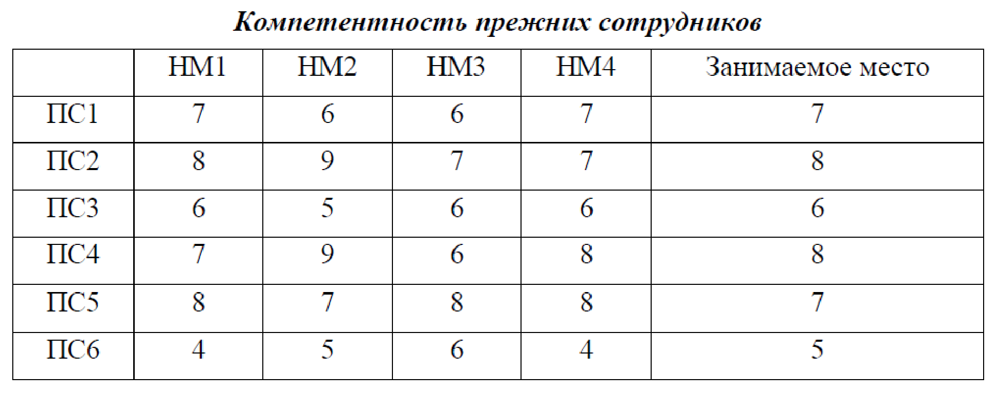 Компетентность прежних сотрудников
НМ1 НМ2 НМ3 НМ4 Занимаемое место
ПС1 7 6 6 7 7
ПС2 8 9 7 7 8
ПС3 6 5 6 6 6
ПС4 7 9 6 8 8
ПС5 8 7 8 8 7
ПС6 4 5 6 4 5